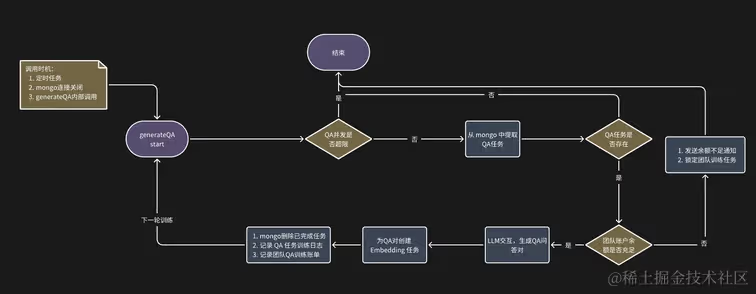 调用时机:
1. 定时任务
2. mongo连接关闭
3. generateQA内部调用
generateQA
start
结束
是
否
QA并发是
否超限
否
从 mongo 中提取
QA任务
QA任务是
否存在
1. 发送余额不足通知
2. 锁定团队训练任务
是
下一轮训练
1. mongo删除已完成任务
2. 记录 QA 任务训练日志
3. 记录团队QA训练账单
为QA对创建
Embedding 任务
LLM交互，生成QA问
答对
是
团队账户余
额是否充足
否
@稀土掘金技术社区